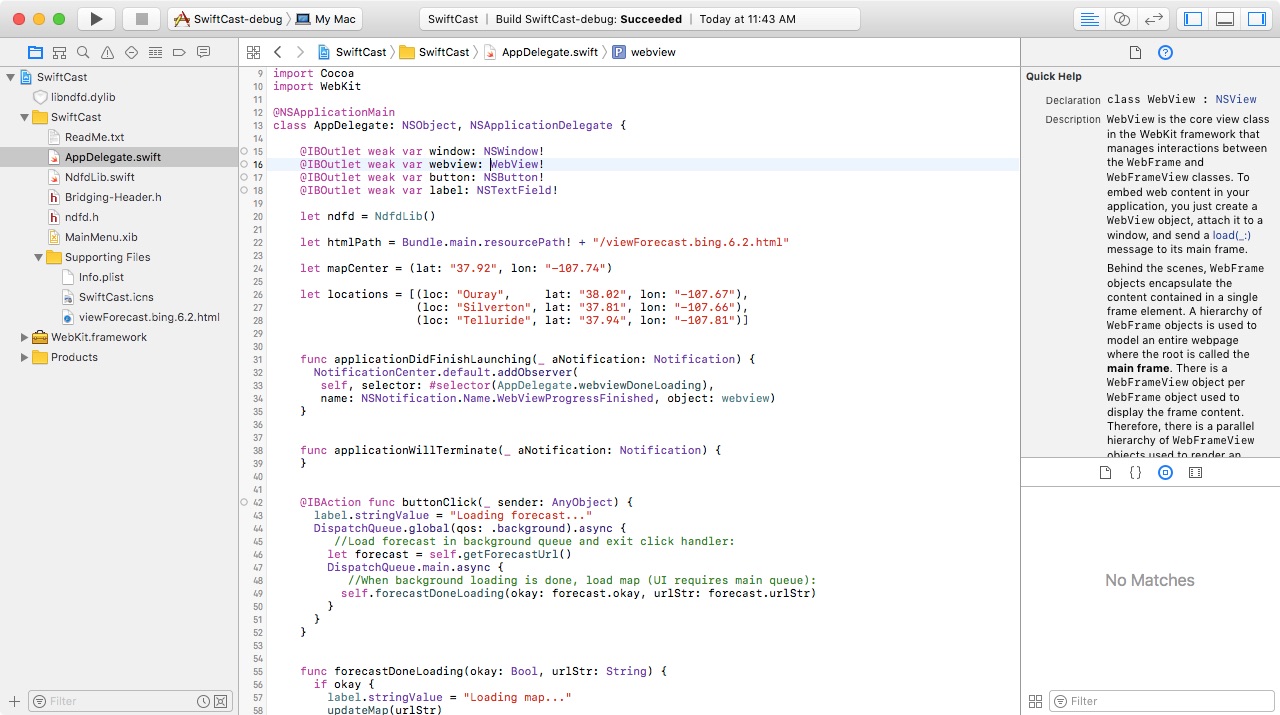 SwiftCast-debug
My Mac
SwiftCast | Build SwiftCast-debug: Succeeded | Today at 11:43 AM
SwiftCast
libndfd.dylib
SwiftCast
ReadMe.txt
AppDelegate.swift
NdfdLib.swift
Bridging-Header.h
ndfd.h
MainMenu.xib
Supporting Files
Info.plist
SwiftCast.icns
viewForecast.bing.6.2.html
WebKit.framework
Products
Filter
SwiftCast
SwiftCast
AppDelegate.swift
webview
9 import Cocoa
10 import WebKit
11
12 @NSApplicationMain
13 class AppDelegate: NSObject, NSApplicationDelegate {
14
15 @IBOutlet weak var window: NSWindow!
16 @IBOutlet weak var webview: WebView!
17 @IBOutlet weak var button: NSButton!
18 @IBOutlet weak var label: NSTextField!
19
20 let ndfd = NdfdLib()
21
22 let htmlPath = Bundle.main.resourcePath! + "/viewForecast.bing.6.2.html"
23
24 let mapCenter = (lat: "37.92", lon: "-107.74")
25
26 let locations = [(loc: "Ouray", lat: "38.02", lon: "-107.67"),
27 (loc: "Silverton", lat: "37.81", lon: "-107.66"),
28 (loc: "Telluride", lat: "37.94", lon: "-107.81")]
29
30
31 func applicationDidFinishLaunching(_ aNotification: Notification) {
32 NotificationCenter.default.addObserver(
33 self, selector: #selector(AppDelegate.webviewDoneLoading),
34 name: NSNotification.Name.WebViewProgressFinished, object: webview)
35 }
36
37
38 func applicationWillTerminate(_ aNotification: Notification) {
39 }
40
41
42 @IBAction func buttonClick(_ sender: AnyObject) {
43 label.stringValue = "Loading forecast..."
44 DispatchQueue.global(qos: .background).async {
45 //Load forecast in background queue and exit click handler:
46 let forecast = self.getForecastUrl()
47 DispatchQueue.main.async {
48 //When background loading is done, load map (UI requires main queue):
49 self.forecastDoneLoading(okay: forecast.okay, urlStr: forecast.urlStr)
50 }
51 }
52 }
53
54
55 func forecastDoneLoading(okay: Bool, urlStr: String) {
56 if okay {
57 label.stringValue = "Loading map..."
58 updateMap(urlStr)
Quick Help
Declaration class WebView : NSView
Description WebView is the core view class
in the WebKit framework that
manages interactions between
the WebFrame and
WebFrameView classes. To
embed web content in your
application, you just create a
WebView object, attach it to a
window, and send a load(_:)
message to its main frame.
Behind the scenes, WebFrame
objects encapsulate the
content contained in a single
frame element. A hierarchy of
WebFrame objects is used to
model an entire webpage
where the root is called the
main frame. There is a
WebFrameView object per
WebFrame object used to
display the frame content.
Therefore, there is a parallel
hierarchy of WebFrameView
objects used to render an
No Matches
Filter